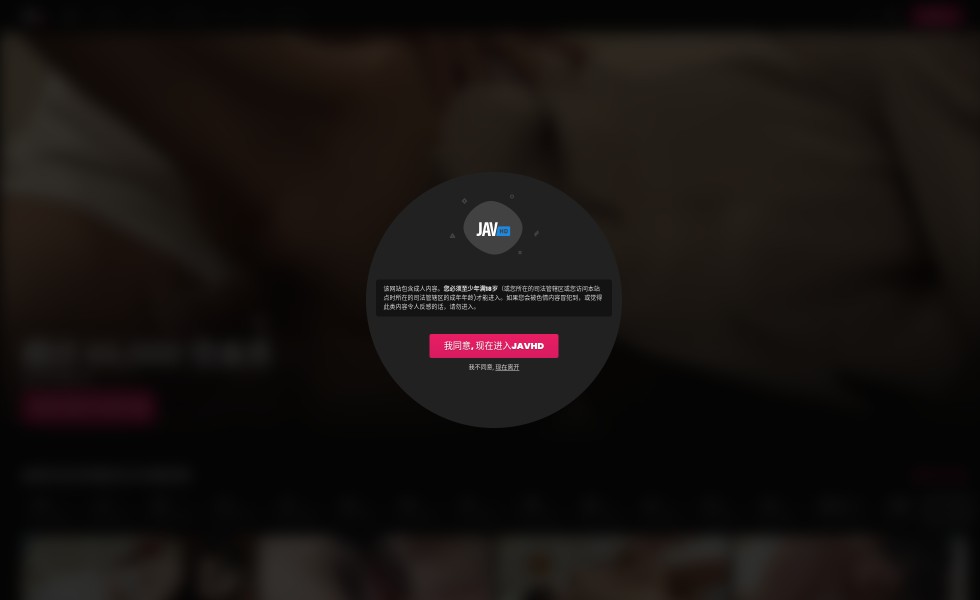 JAV HD
该网站包含成人内容。您必须至少年满18岁（或您所在的司法管辖区或您访问本站
点时所在的司法管辖区的成年年龄)才能进入。如果您会被色情内容冒犯到，或觉得
此类内容令人反感的话，请勿进入。
我同意, 现在进入JAVHD
我不同意, 现在离开